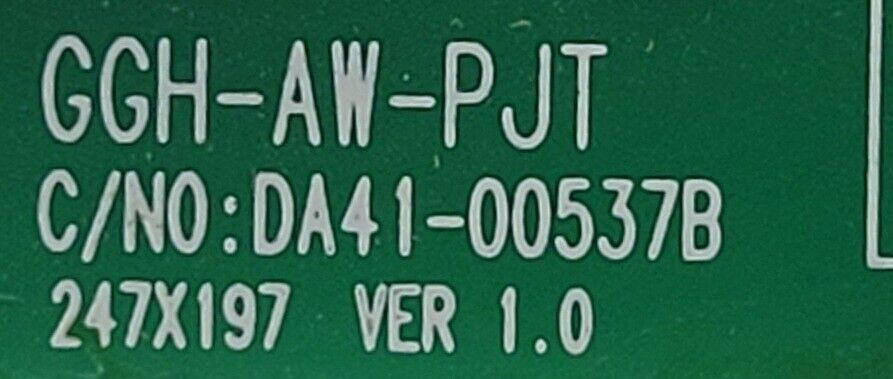 GGH-AW-PJT
C/NO:DA41-00537B
247X197 VER 1.0